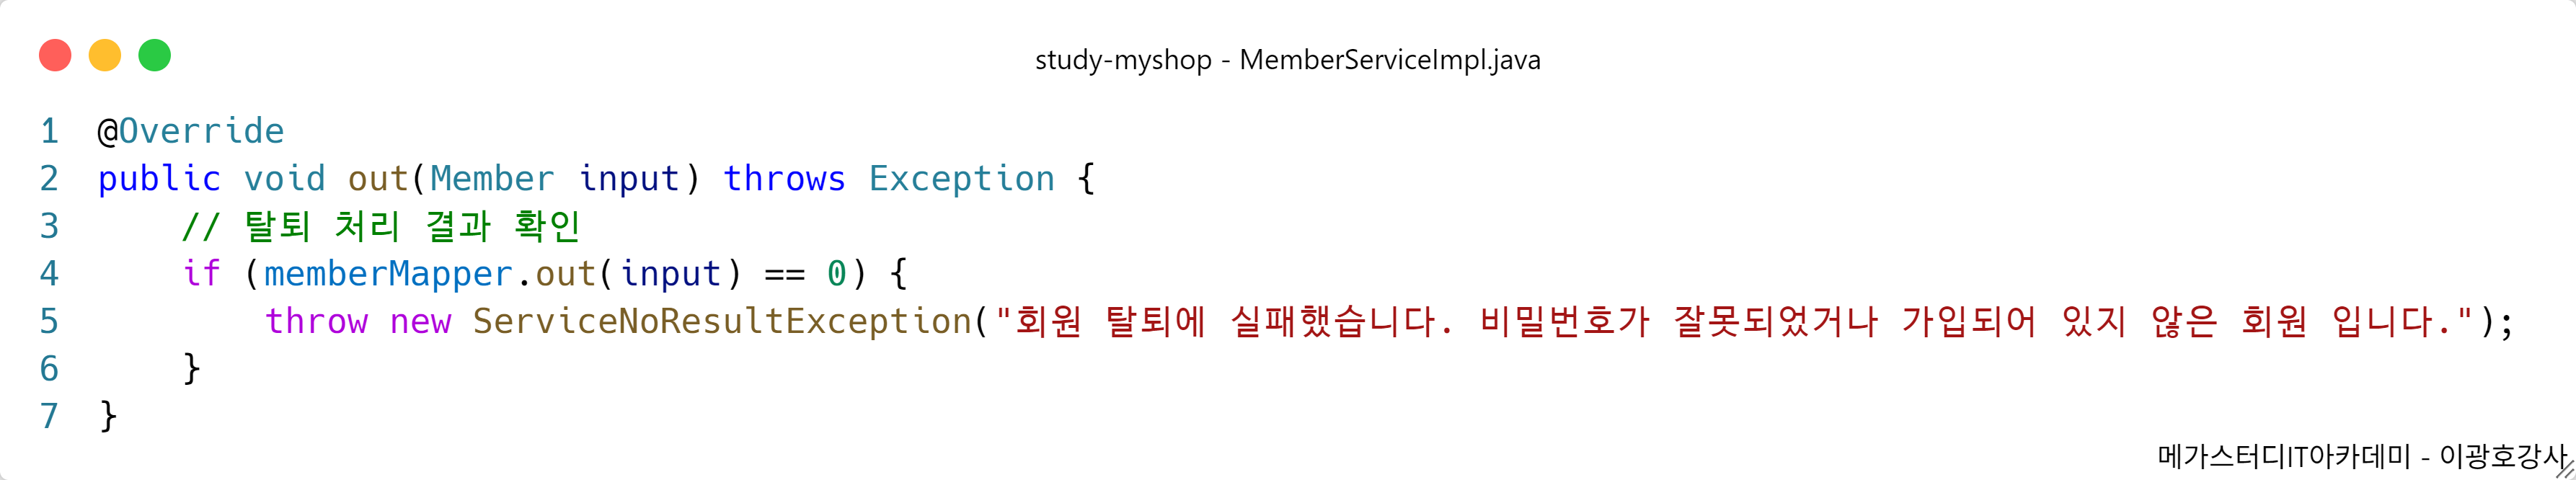 study-myshop - MemberServiceImpl.java
1 @Override
2 public void out(Member input) throws Exception {
3     // 탈퇴 처리 결과 확인
4     if (memberMapper.out(input) == 0) {
5         throw new ServiceNoResultException("회원 탈퇴에 실패했습니다. 비밀번호가 잘못되었거나 가입되어 있지 않은 회원 입니다.");
6     }
7 }
메가스터디IT아카데미 - 이광호강사